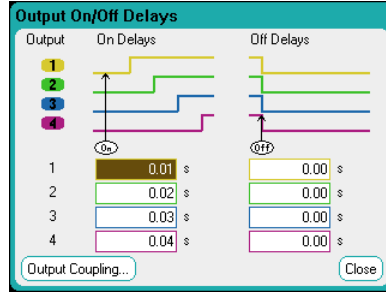 Output On/Off Delays
Output On Delays Off Delays
1
2
3
4
On Off
1 0.01 s 0.00 s
2 0.02 s 0.00 s
3 0.03 s 0.00 s
4 0.04 s 0.00 s
Output Coupling... Close